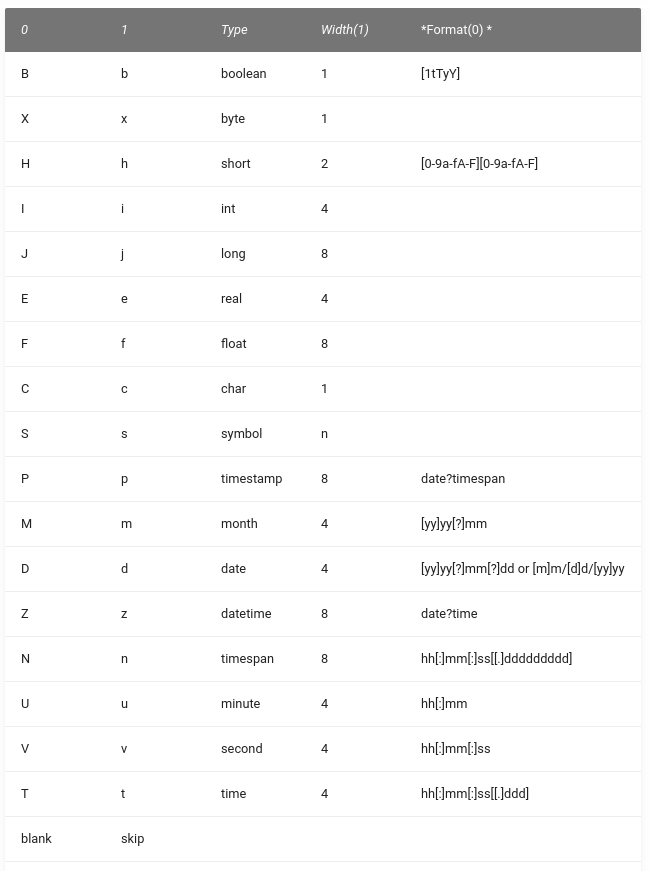 0 1 Type Width(1) *Format(0) *
B b boolean 1 [1tTyY]
X x byte 1
H h short 2 [0-9a-fA-F][0-9a-fA-F]
I i int 4
J j long 8
E e real 4
F f float 8
C c char 1
S s symbol n
P p timestamp 8 date?timespan
M m month 4 [yy]yy[?]mm
D d date 4 [yy]yy[?]mm[?]dd or [m]m/[d]d/[yy]yy
Z z datetime 8 date?time
N n timespan 8 hh[:]mm[:]ss[[.]ddddddddd]
U u minute 4 hh[:]mm
V v second 4 hh[:]mm[:]ss
T t time 4 hh[:]mm[:]ss[[.]ddd]
blank skip